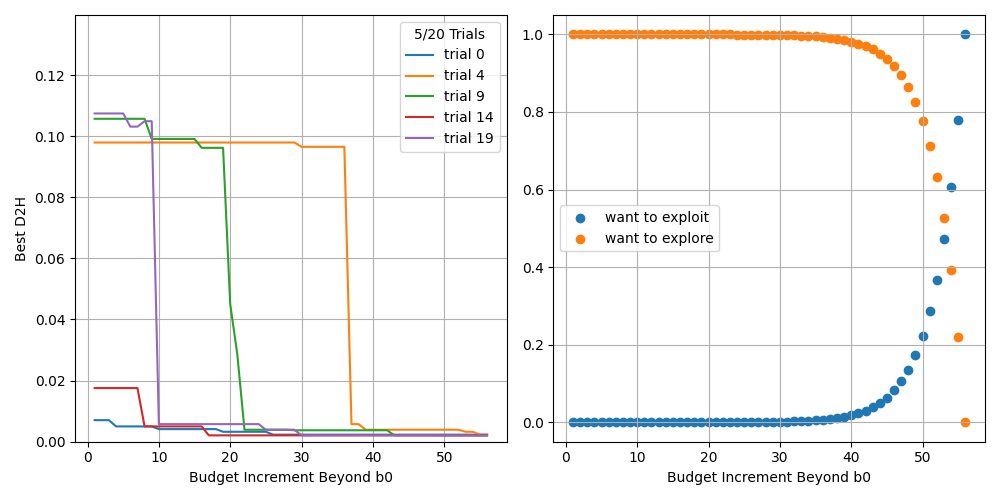 5/20 Trials
trial 0
trial 4
trial 9
trial 14
trial 19
Best D2H
0.12
0.10
0.08
0.06
0.04
0.02
0.00
0 10 20 30 40 50
Budget Increment Beyond b0
1.0
0.8
0.6
0.4
0.2
0.0
want to exploit
want to explore
0 10 20 30 40 50
Budget Increment Beyond b0